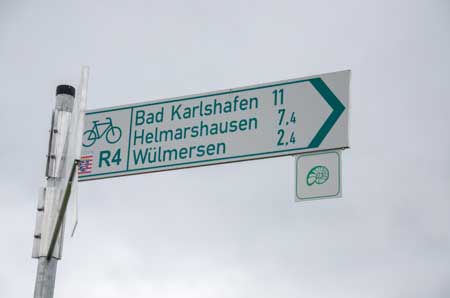 Bad Karlshafen 11
Helmarshausen 7,4
R4 Wülmersen 2,4